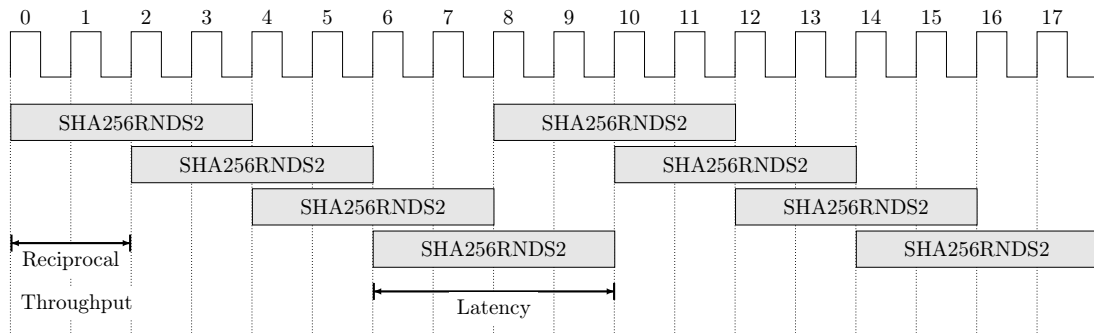 0 1 2 3 4 5 6 7 8 9 10 11 12 13 14 15 16 17
SHA256RNDS2 SHA256RNDS2
SHA256RNDS2 SHA256RNDS2
SHA256RNDS2 SHA256RNDS2
SHA256RNDS2 SHA256RNDS2
Reciprocal
Throughput
Latency